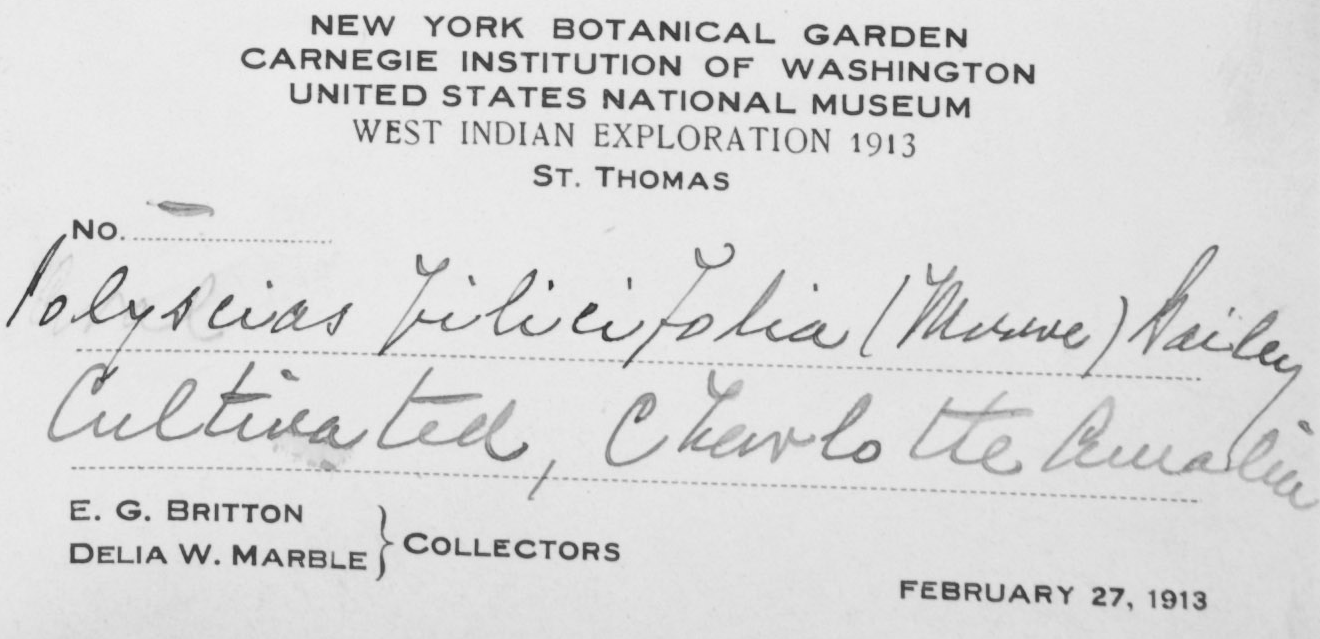 NEW YORK BOTANICAL GARDEN
CARNEGIE INSTITUTION OF WASHINGTON
UNITED STATES NATIONAL MUSEUM
WEST INDIAN EXPLORATION 1913
ST. THOMAS
No. —
Polyscias filicifolia (Moore) Bailey
Cultivated, Charlotte Amalia
E. G. BRITTON
DELIA W. MARBLE } COLLECTORS
FEBRUARY 27, 1913